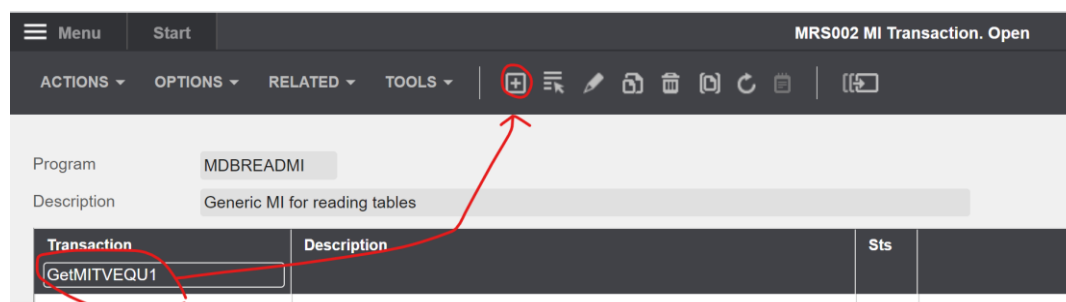 Menu Start MRS002 MI Transaction. Open
ACTIONS OPTIONS RELATED TOOLS
Program MDBREADMI
Description Generic MI for reading tables
Transaction Description Sts
GetMITVEQU1